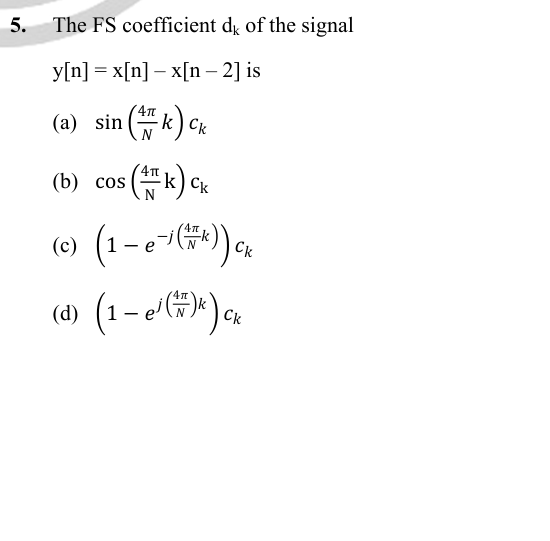 5. The FS coefficient dₖ of the signal
y[n] = x[n] – x[n – 2] is
(a) sin (4π/N k) cₖ
(b) cos (4π/N k) cₖ
(c) (1 − e^(−j(4π/N k))) cₖ
(d) (1 − e^(j(4π/N)k)) cₖ